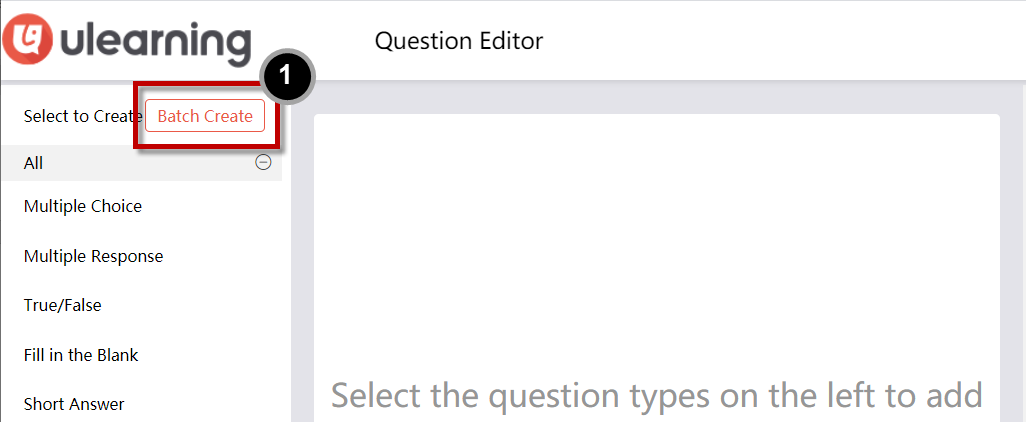 ulearning
Question Editor
1
Select to Create
Batch Create
All
Multiple Choice
Multiple Response
True/False
Fill in the Blank
Short Answer
Select the question types on the left to add